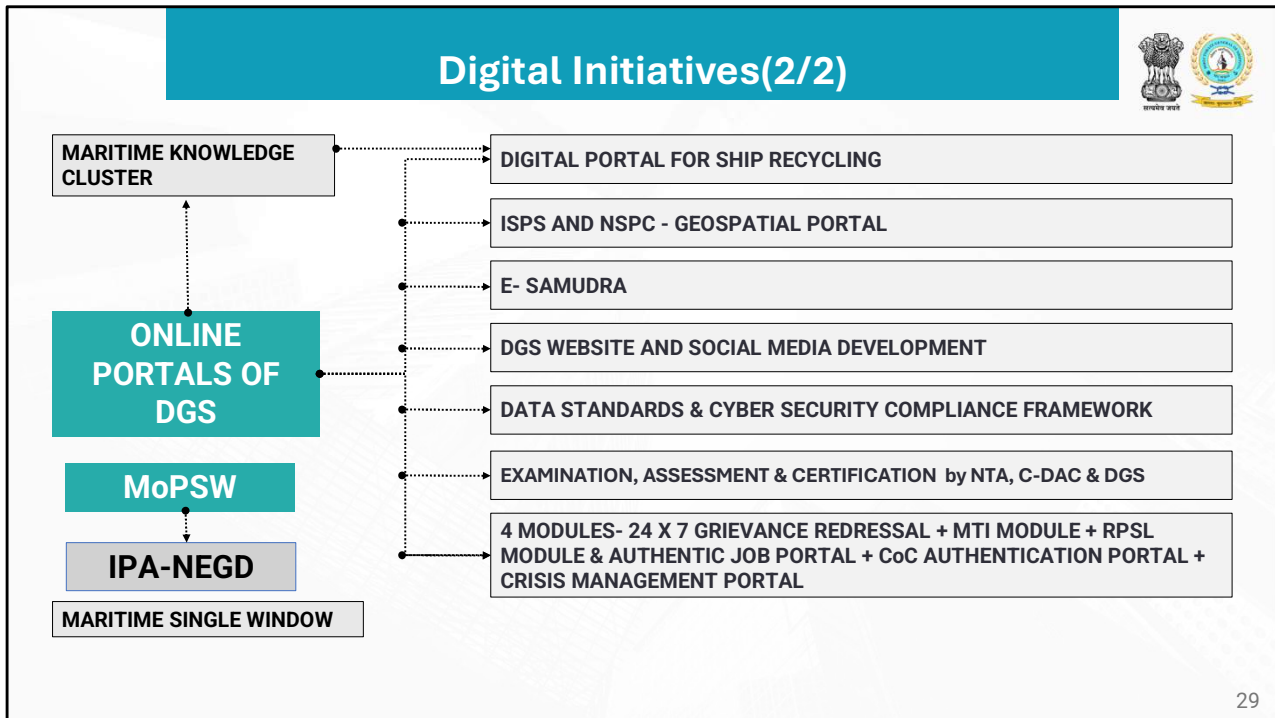 Digital Initiatives(2/2)
सत्यमेव जयते
MARITIME KNOWLEDGE
CLUSTER
ONLINE
PORTALS OF
DGS
MoPSW
IPA-NEGD
MARITIME SINGLE WINDOW
DIGITAL PORTAL FOR SHIP RECYCLING
ISPS AND NSPC - GEOSPATIAL PORTAL
E- SAMUDRA
DGS WEBSITE AND SOCIAL MEDIA DEVELOPMENT
DATA STANDARDS & CYBER SECURITY COMPLIANCE FRAMEWORK
EXAMINATION, ASSESSMENT & CERTIFICATION by NTA, C-DAC & DGS
4 MODULES- 24 X 7 GRIEVANCE REDRESSAL + MTI MODULE + RPSL
MODULE & AUTHENTIC JOB PORTAL + CoC AUTHENTICATION PORTAL +
CRISIS MANAGEMENT PORTAL
29